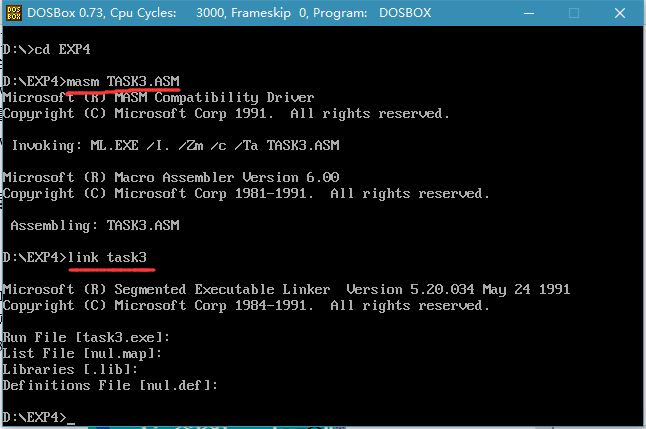 DOSBox 0.73, Cpu Cycles: 3000, Frameskip 0, Program: DOSBOX
D:\>cd EXP4
D:\EXP4>masm TASK3.ASM
Microsoft (R) MASM Compatibility Driver
Copyright (C) Microsoft Corp 1991. All rights reserved.
Invoking: ML.EXE /I. /Zm /c /Ta TASK3.ASM
Microsoft (R) Macro Assembler Version 6.00
Copyright (C) Microsoft Corp 1981-1991. All rights reserved.
Assembling: TASK3.ASM
D:\EXP4>link task3
Microsoft (R) Segmented Executable Linker Version 5.20.034 May 24 1991
Copyright (C) Microsoft Corp 1984-1991. All rights reserved.
Run File [task3.exe]:
List File [nul.map]:
Libraries [.lib]:
Definitions File [nul.def]:
D:\EXP4>_